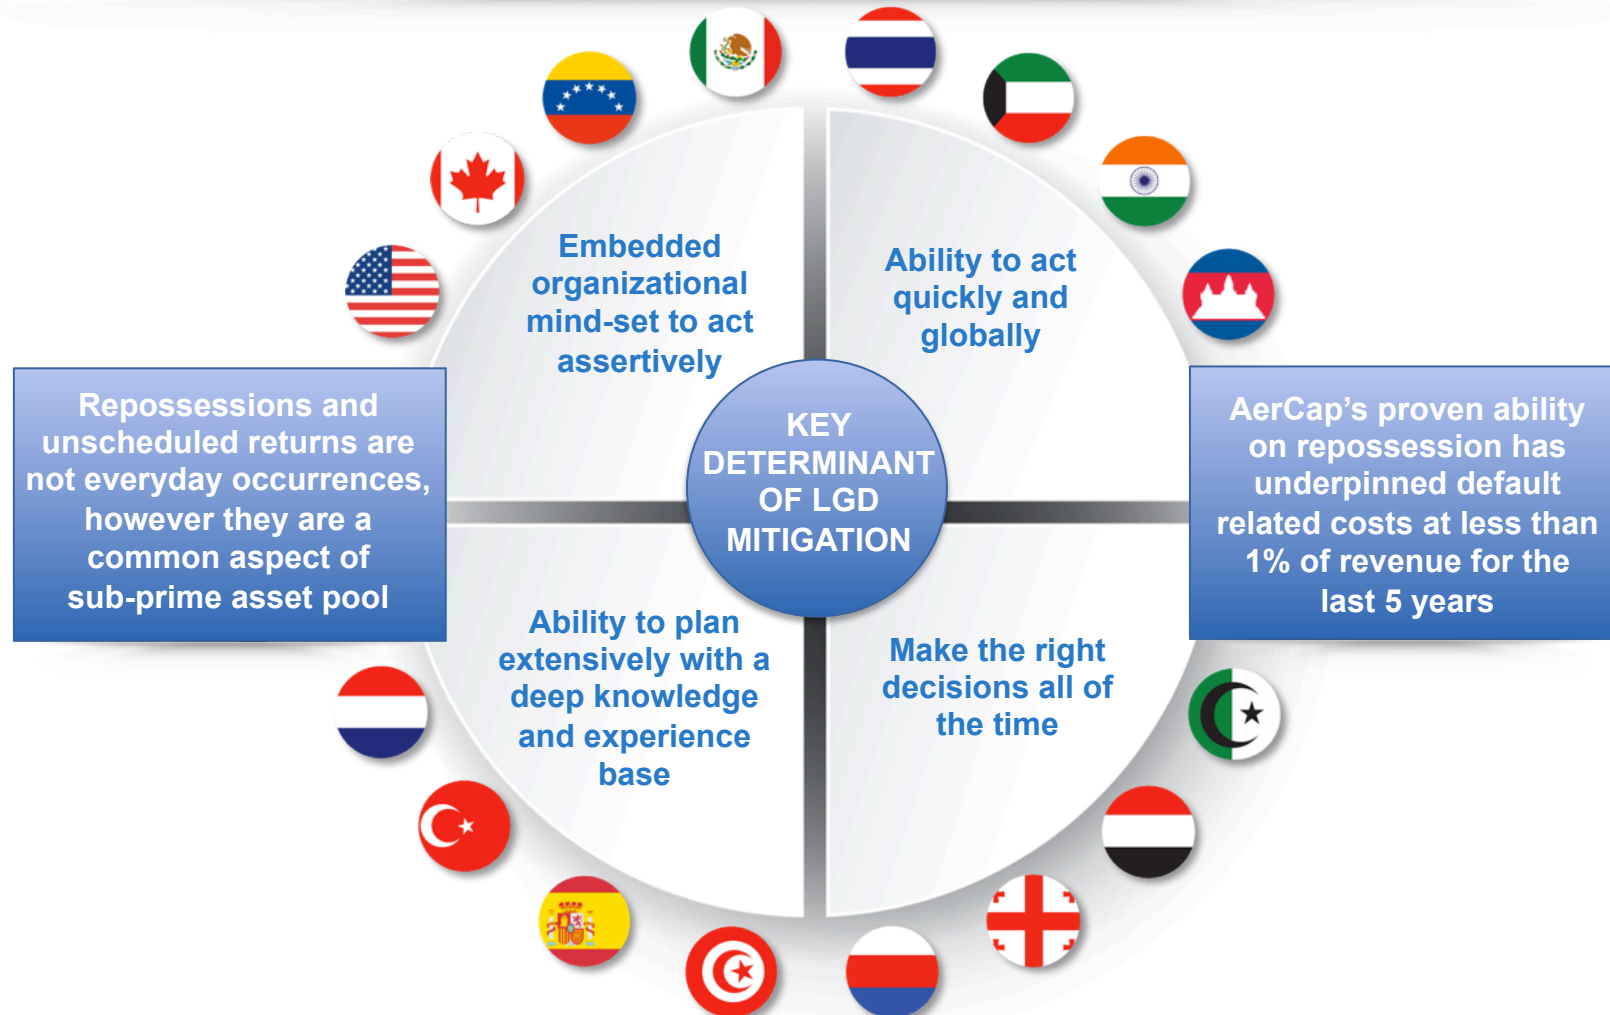 Embedded
organizational
mind-set to act
assertively
Ability to act
quickly and
globally
Repossessions and
unscheduled returns are
not everyday occurrences,
however they are a
common aspect of
sub-prime asset pool
KEY
DETERMINANT
OF LGD
MITIGATION
AerCap’s proven ability
on repossession has
underpinned default
related costs at less than
1% of revenue for the
last 5 years
Ability to plan
extensively with a
deep knowledge
and experience
base
Make the right
decisions all of
the time